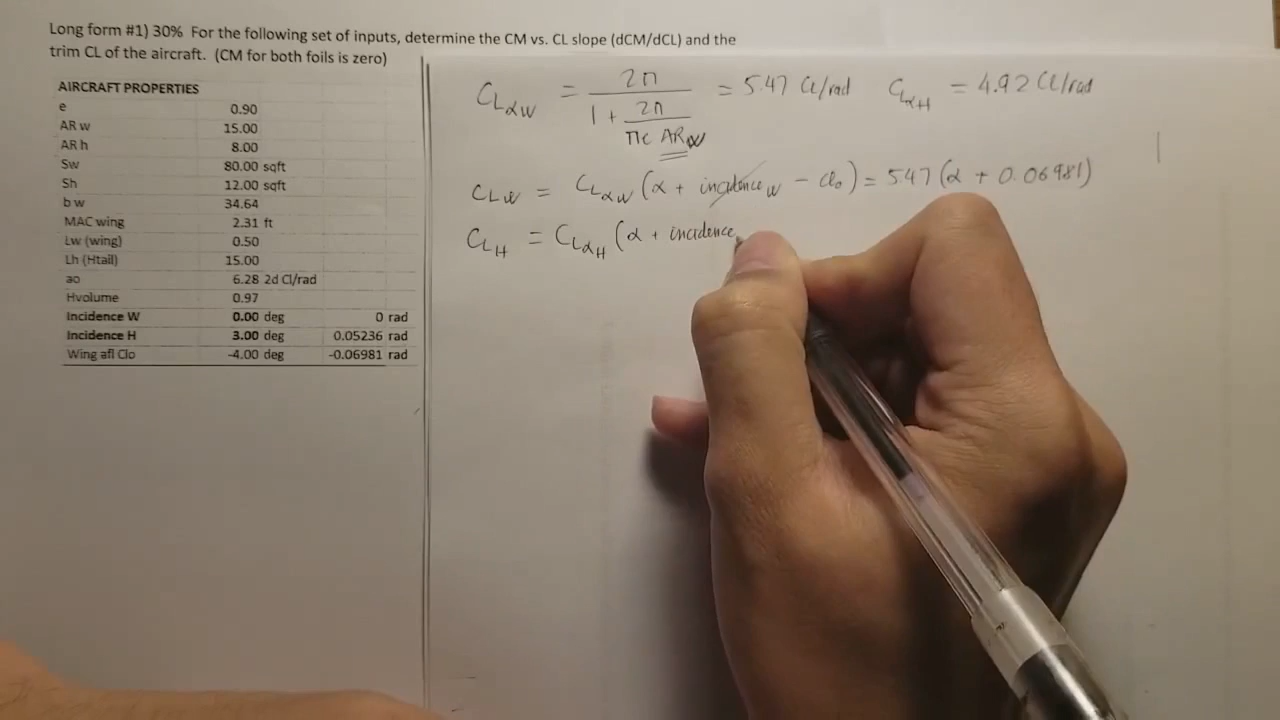 Long form #1) 30% For the following set of inputs, determine the CM vs. CL slope (dCM/dCL) and the
trim CL of the aircraft. (CM for both foils is zero)
AIRCRAFT PROPERTIES
e 0.90
AR w 15.00
AR h 8.00
Sw 80.00 sqft
Sh 12.00 sqft
b w 34.64
MAC wing 2.31 ft
Lw (wing) 0.50
Lh (Htail) 15.00
ao 6.28 2d Cl/rad
Hvolume 0.97
Incidence W 0.00 deg 0 rad
Incidence H 3.00 deg 0.05236 rad
Wing afl Clo -4.00 deg -0.06981 rad
CLαW = 2π / (1 + 2π / (πe ARw)) = 5.47 Cl/rad CLαH = 4.92 Cl/rad
CLW = CLαW (α + incidence W - Clo) = 5.47 (α + 0.06981)
CLH = CLαH (α + incidence